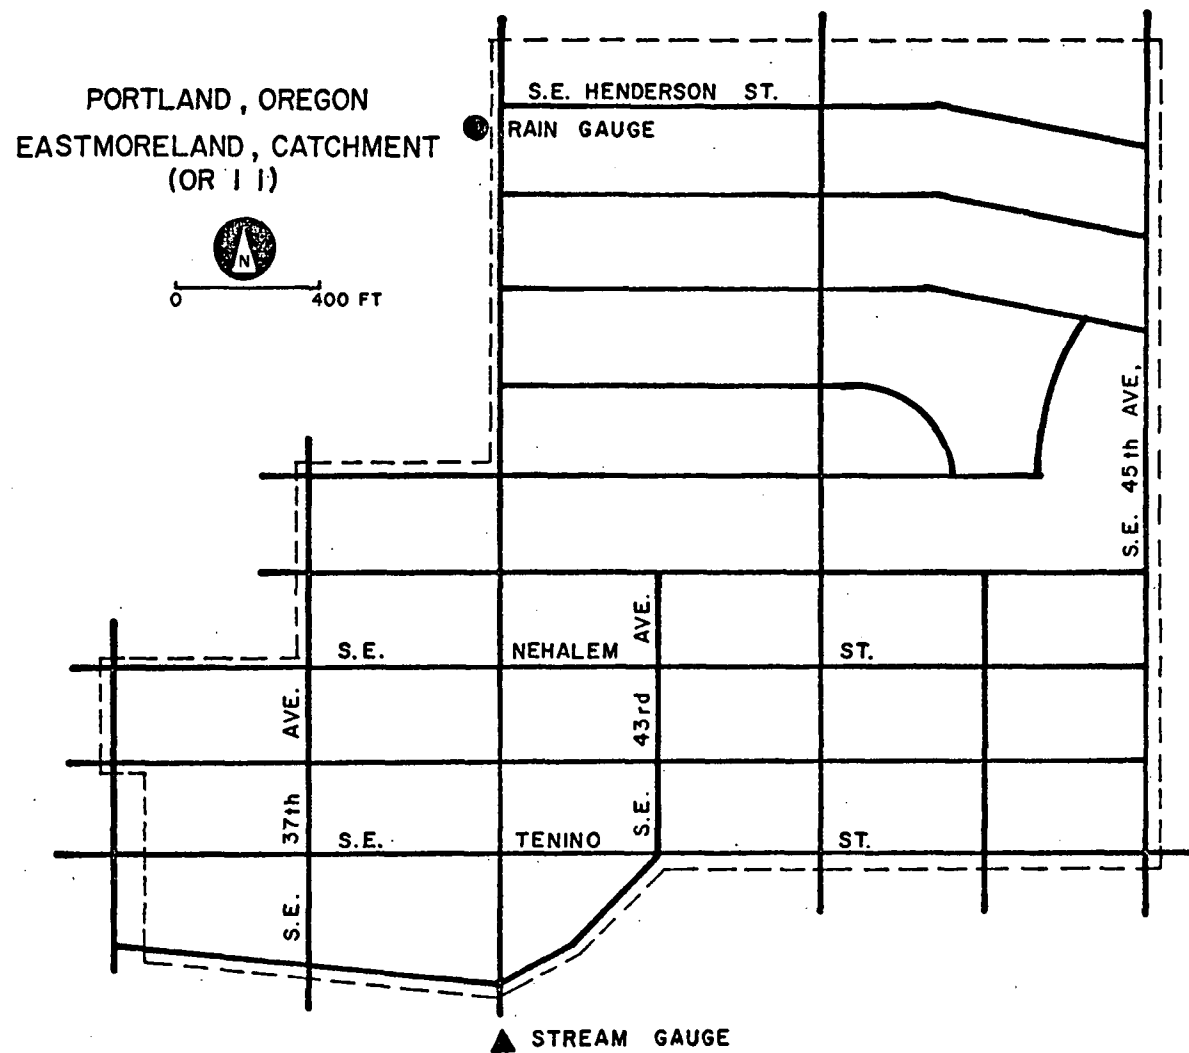 PORTLAND, OREGON
EASTMORELAND, CATCHMENT
(OR 1 1)
N
0 400 FT
S.E. HENDERSON ST.
RAIN GAUGE
S.E. 45th AVE,
S.E. NEHALEM ST.
S.E. 43rd AVE.
S.E. 37th AVE.
S.E. TENINO ST.
STREAM GAUGE